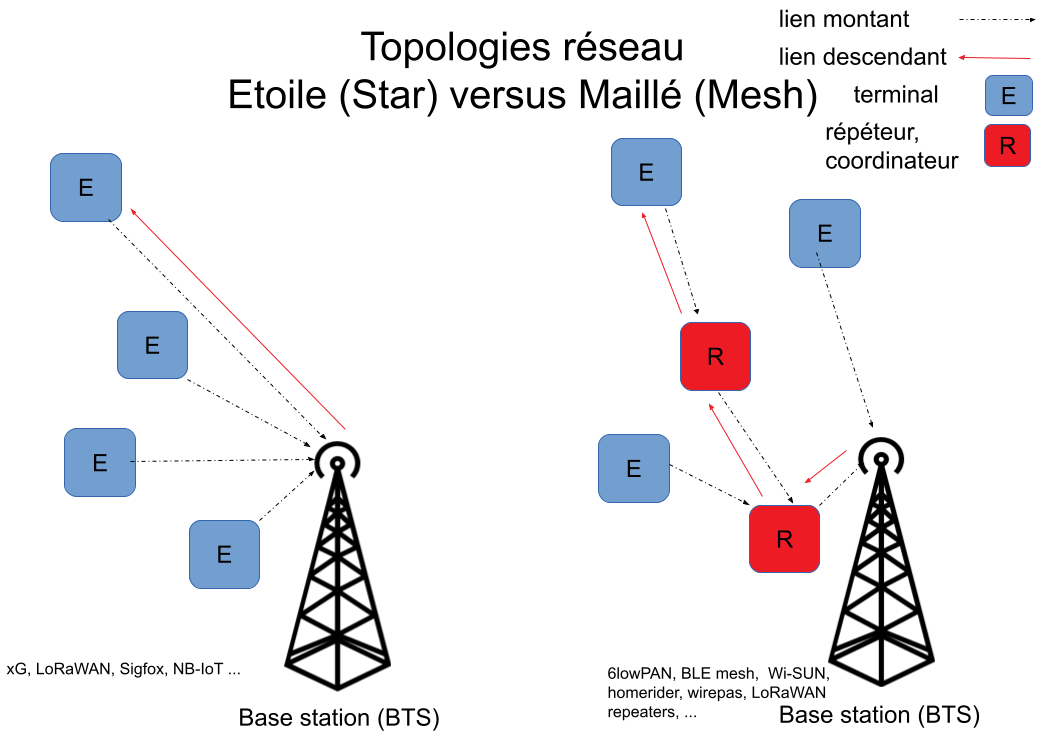 Topologies réseau
Etoile (Star) versus Maillé (Mesh)
lien montant
lien descendant
terminal
E
répéteur,
coordinateur
R
E
E
E
E
xG, LoRaWAN, Sigfox, NB-IoT ...
Base station (BTS)
E
E
R
E
R
6lowPAN, BLE mesh, Wi-SUN,
homerider, wirepas, LoRaWAN
repeaters, ...
Base station (BTS)